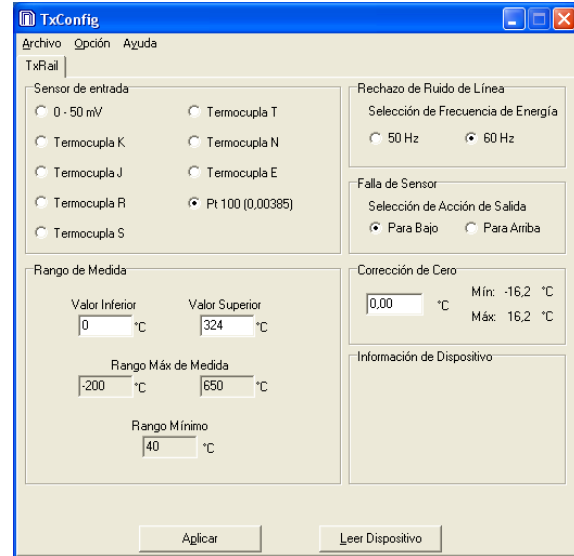 TxConfig
Archivo Opción Ayuda
TxRail
Sensor de entrada
0 - 50 mV
Termocupla T
Termocupla K
Termocupla N
Termocupla J
Termocupla E
Termocupla R
Pt 100 (0,00385)
Termocupla S
Rechazo de Ruido de Línea
Selección de Frecuencia de Energía
50 Hz
60 Hz
Falla de Sensor
Selección de Acción de Salida
Para Bajo
Para Arriba
Rango de Medida
Valor Inferior
Valor Superior
0 °C
324 °C
Rango Máx de Medida
-200 °C
650 °C
Rango Mínimo
40 °C
Corrección de Cero
0,00 °C
Mín: -16,2 °C
Máx: 16,2 °C
Información de Dispositivo
Aplicar
Leer Dispositivo